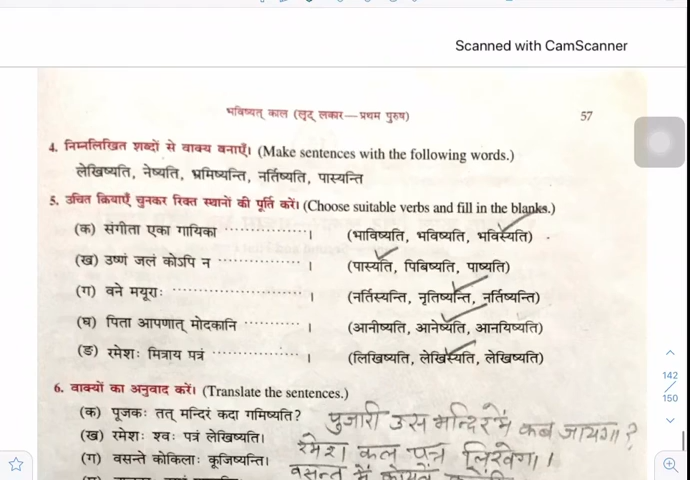 Scanned with CamScanner
भविष्यत् काल (लृट् लकार—प्रथम पुरुष) 57
4. निम्नलिखित शब्दों से वाक्य बनाएँ। (Make sentences with the following words.)
लेखिष्यति, नेष्यति, भ्रमिष्यन्ति, नर्तिष्यति, पास्यन्ति
5. उचित क्रियाएँ चुनकर रिक्त स्थानों की पूर्ति करें। (Choose suitable verbs and fill in the blanks.)
(क) संगीता एका गायिका ................। (भाविष्यति, भविष्यति, भविस्यति)
(ख) उष्णं जलं कोऽपि न ................। (पास्यति, पिबिष्यति, पाष्यति)
(ग) वने मयूराः ................। (नर्तिस्यन्ति, नृतिष्यन्ति, नर्तिष्यन्ति)
(घ) पिता आपणात् मोदकानि ................। (आनीष्यति, आनेष्यति, आनयिष्यति)
(ङ) रमेशः मित्राय पत्रं ................। (लिखिष्यति, लेखिस्यति, लेखिष्यति)
6. वाक्यों का अनुवाद करें। (Translate the sentences.)
(क) पूजकः तत् मन्दिरं कदा गमिष्यति? पुजारी उस मन्दिर में कब जायगा?
(ख) रमेशः श्वः पत्रं लेखिष्यति। रमेश कल पत्र लिखेगा।
(ग) वसन्ते कोकिलाः कूजिष्यन्ति। वसन्त में कोयलें
142
150